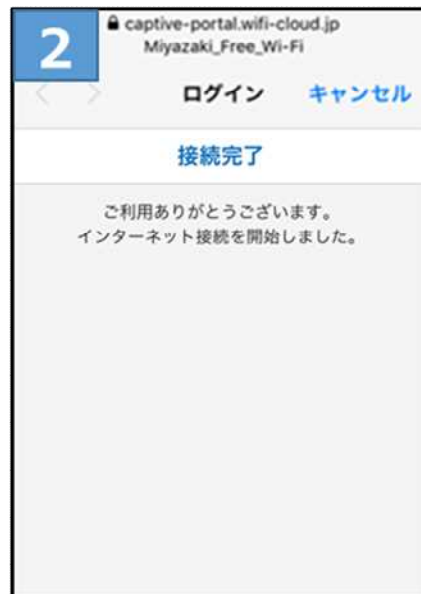 2
captive-portal.wifi-cloud.jp
Miyazaki_Free_Wi-Fi
ログイン キャンセル
接続完了
ご利用ありがとうございます。
インターネット接続を開始しました。